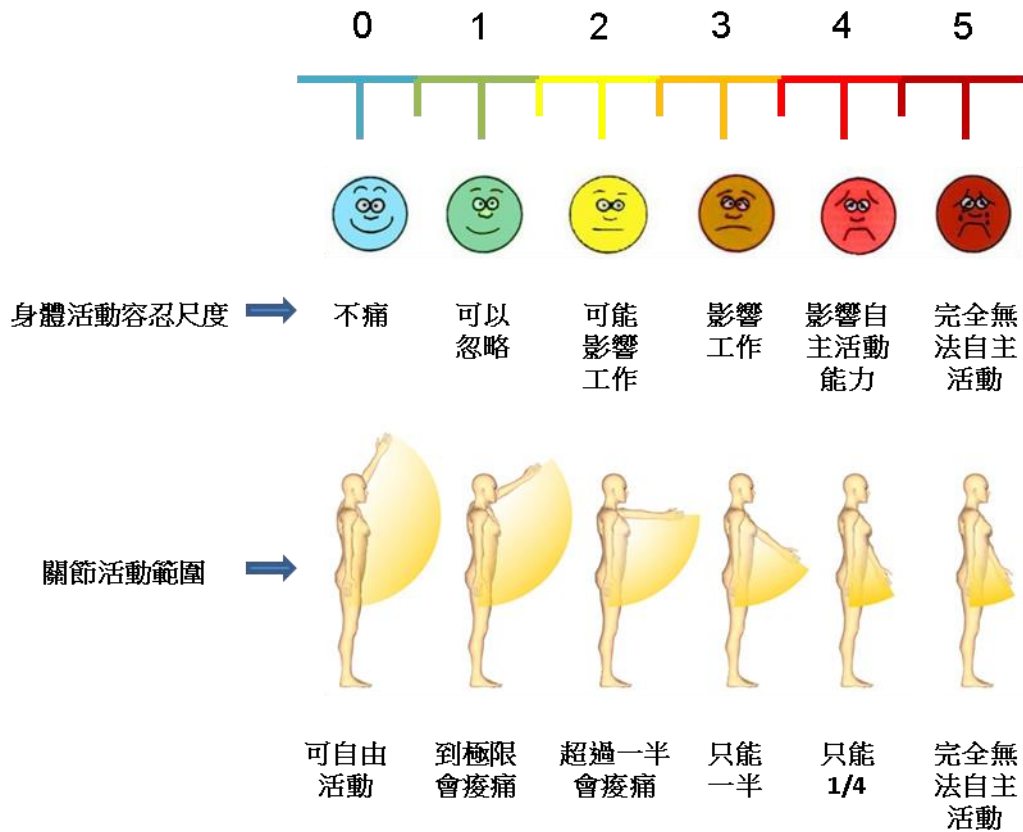 0 1 2 3 4 5
身體活動容忍尺度
不痛
可以
忽略
可能
影響
工作
影響
工作
影響自
主活動
能力
完全無
法自主
活動
關節活動範圍
可自由
活動
到極限
會痠痛
超過一半
會痠痛
只能
一半
只能
1/4
完全無
法自主
活動